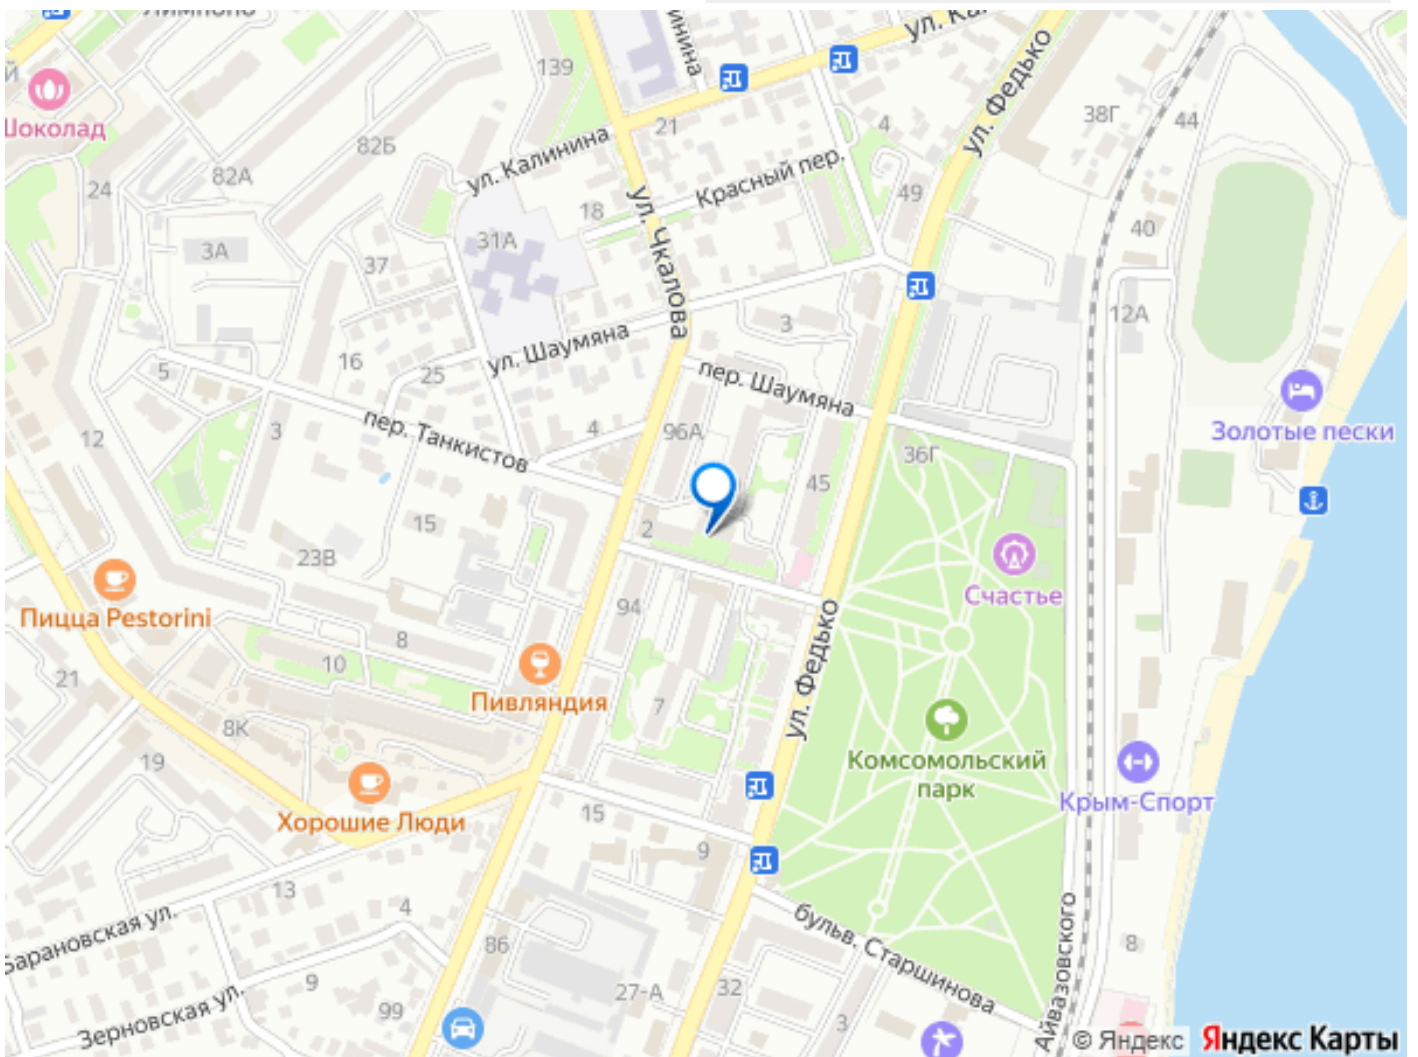 Лимпопо
139
инина
ул. Ка
ул. Федько
й
Шоколад
82Б
21
4
38Г
44
ул. Калинина
24
82А
Красный пер.
18
49
ул. Чкалова
40
3А
31А
37
12А
3
ул. Шаумяна
16
25
5
пер. Шаумяна
Золотые пески
пер. Танкистов
4
96А
12
3
36Г
45
15
2
23В
Счастье
Пицца Pestorini
94
8
ул. Федько
10
21
Пивляндия
7
8К
Комсомольский
парк
19
Крым-Спорт
Хорошие Люди
15
9
13
4
Барановская ул.
бульв. Старшинова
86
8
Айвазовского
9
27-А
32
Зерновская ул.
99
3
© Яндекс Яндекс Карты